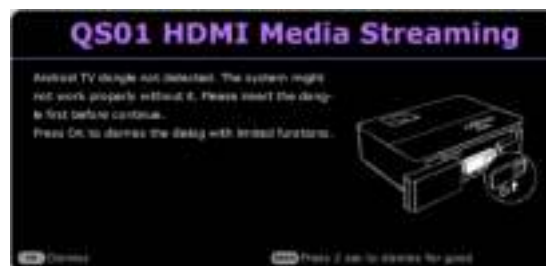 QS01 HDMI Media Streaming
Android TV dongle not detected. The system might
not work properly without it. Please insert the dong-
le first before continue.
Press OK to dismiss the dialog with limited functions.
OK Dismiss
Press 2 sec to dismiss for good